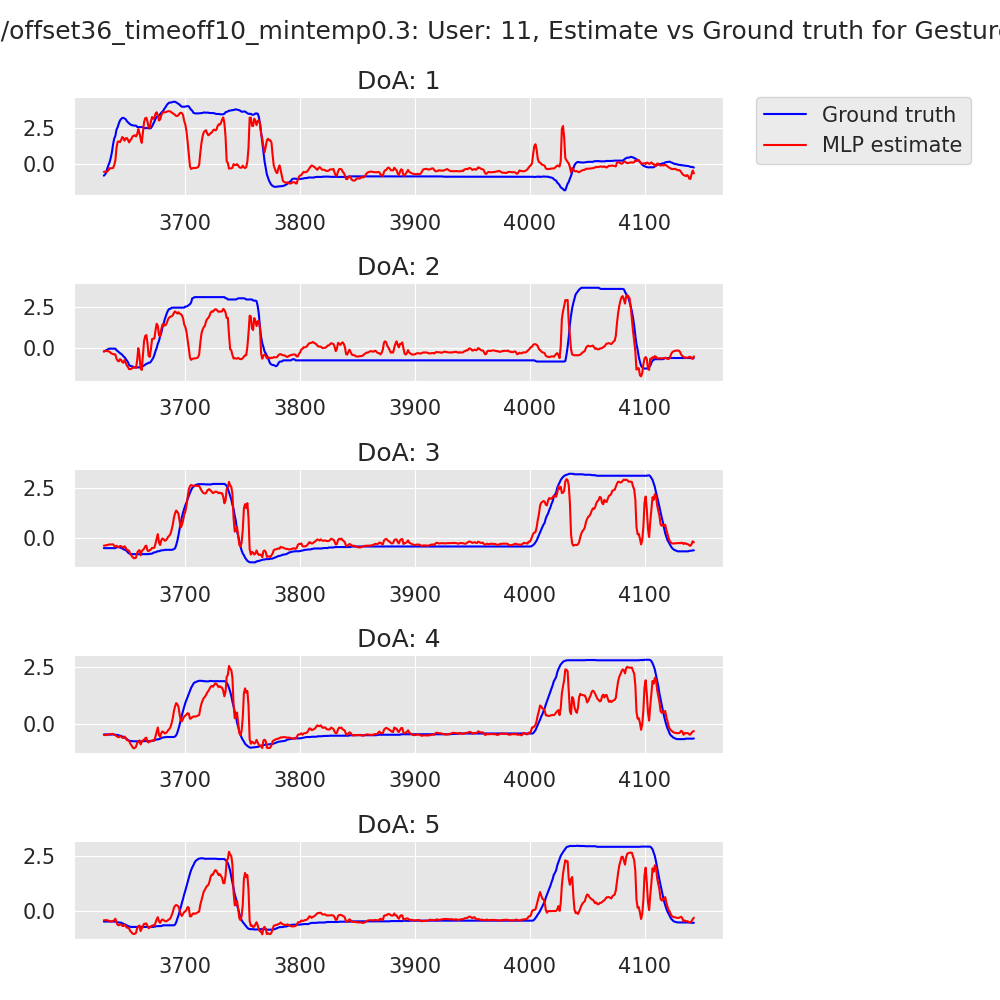 /offset36_timeoff10_mintemp0.3: User: 11, Estimate vs Ground truth for Gesture
DoA: 1
Ground truth
MLP estimate
2.5
0.0
3700 3800 3900 4000 4100
DoA: 2
2.5
0.0
3700 3800 3900 4000 4100
DoA: 3
2.5
0.0
3700 3800 3900 4000 4100
DoA: 4
2.5
0.0
3700 3800 3900 4000 4100
DoA: 5
2.5
0.0
3700 3800 3900 4000 4100